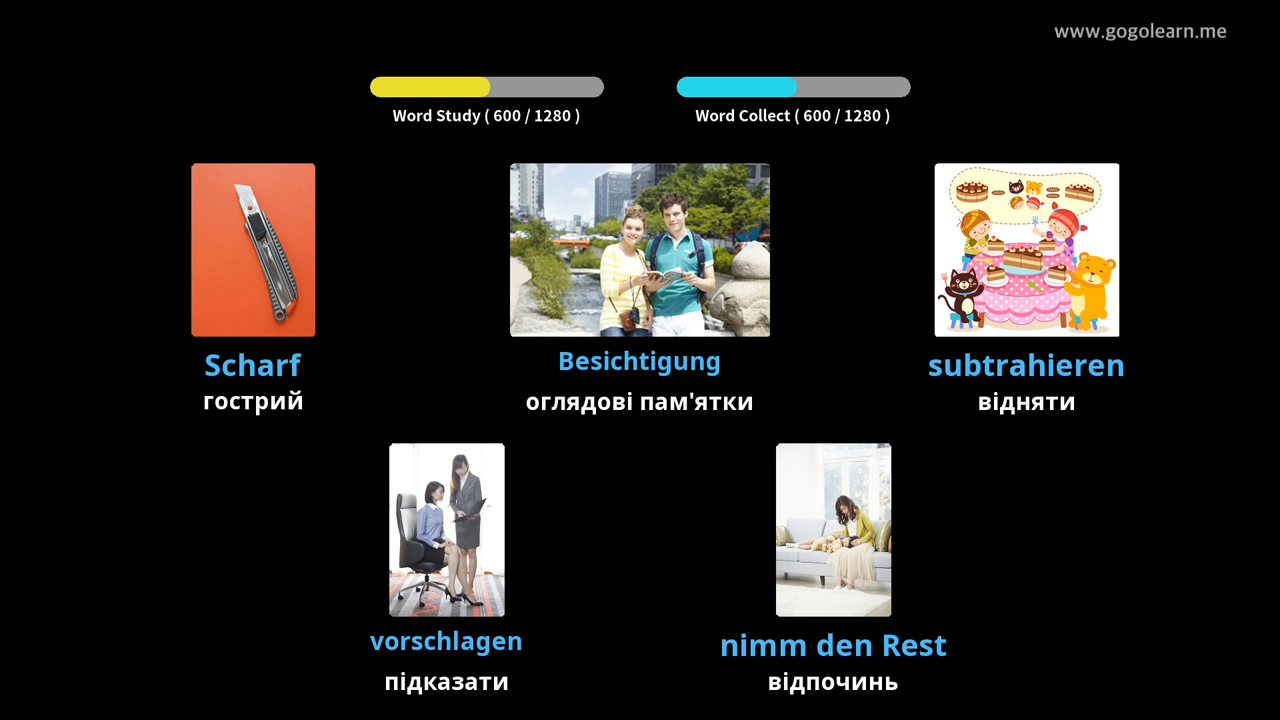 www.gogolearn.me
Word Study ( 600 / 1280 )
Word Collect ( 600 / 1280 )
Scharf
гострий
Besichtigung
оглядові пам'ятки
subtrahieren
відняти
vorschlagen
підказати
nimm den Rest
відпочинь